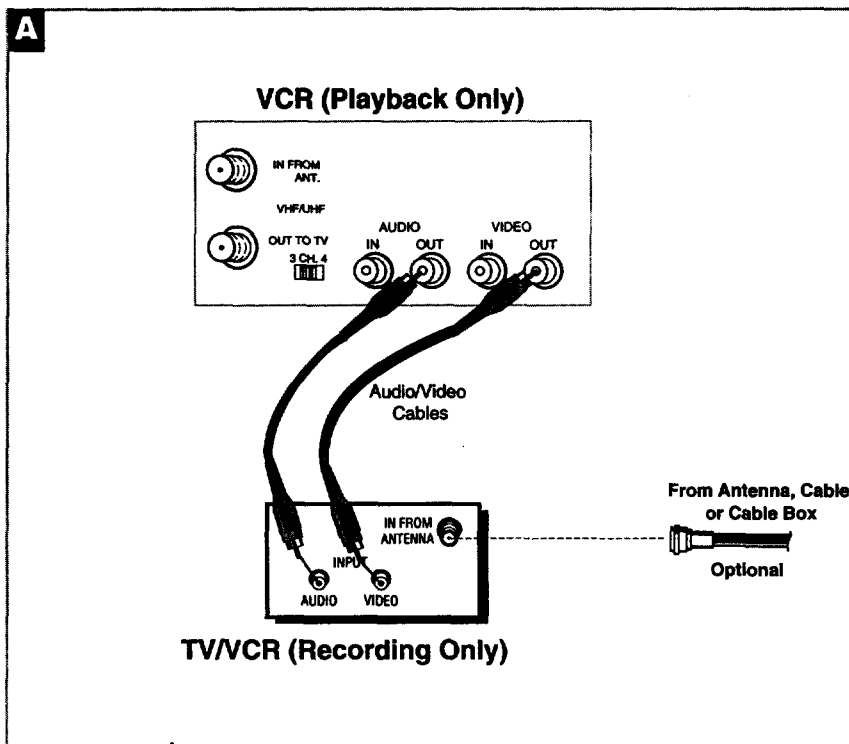 A
VCR (Playback Only)
IN FROM
ANT.
VHF/UHF
OUT TO TV
3 CH. 4
AUDIO
IN OUT
VIDEO
IN OUT
Audio/Video
Cables
IN FROM
ANTENNA
INPUT
AUDIO
VIDEO
From Antenna, Cable
or Cable Box
Optional
TV/VCR (Recording Only)